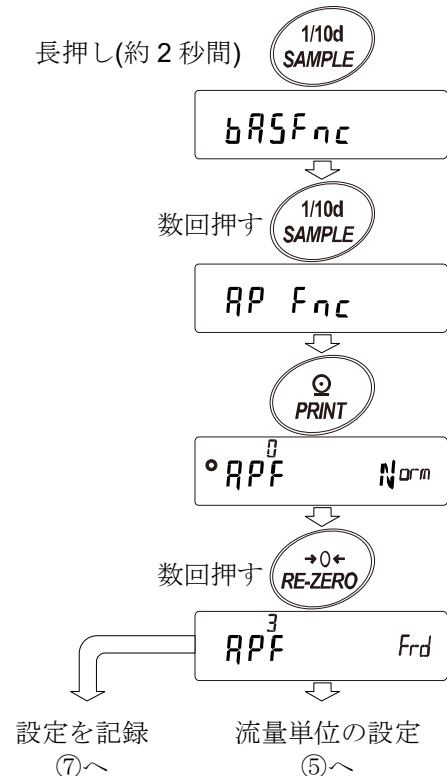 長押し(約 2 秒間)
1/10d
SAMPLE
bASFnc
数回押す
1/10d
SAMPLE
AP Fnc
PRINT
0
APF Norm
数回押す
→0←
RE-ZERO
3
APF Frd
設定を記録
⑦へ
流量単位の設定
⑤へ